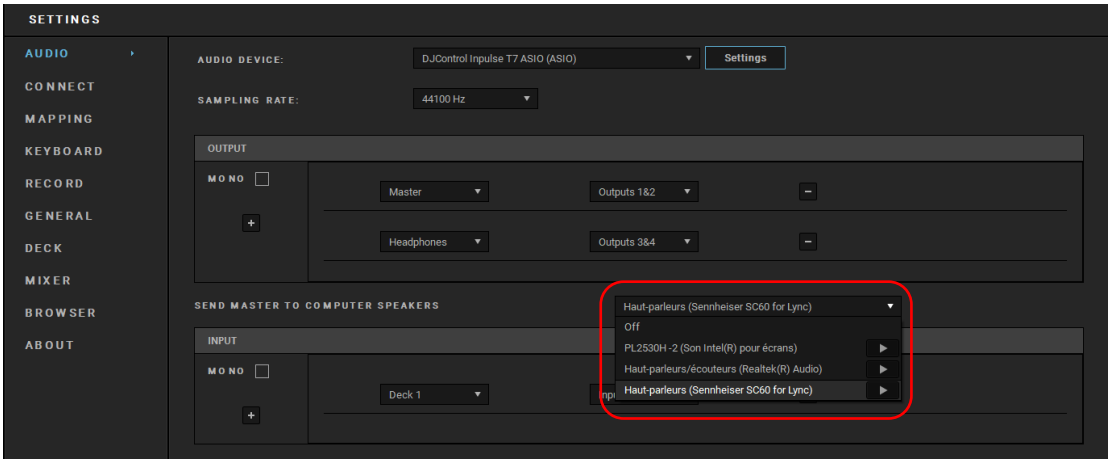 SETTINGS
AUDIO
CONNECT
MAPPING
KEYBOARD
RECORD
GENERAL
DECK
MIXER
BROWSER
ABOUT
AUDIO DEVICE: DJControl Inpulse T7 ASIO (ASIO) Settings
SAMPLING RATE: 44100 Hz
OUTPUT
MONO
Master Outputs 1&2
Headphones Outputs 3&4
SEND MASTER TO COMPUTER SPEAKERS Haut-parleurs (Sennheiser SC60 for Lync)
Off
PL2530H -2 (Son Intel(R) pour écrans)
Haut-parleurs/écouteurs (Realtek(R) Audio)
Haut-parleurs (Sennheiser SC60 for Lync)
INPUT
MONO
Deck 1